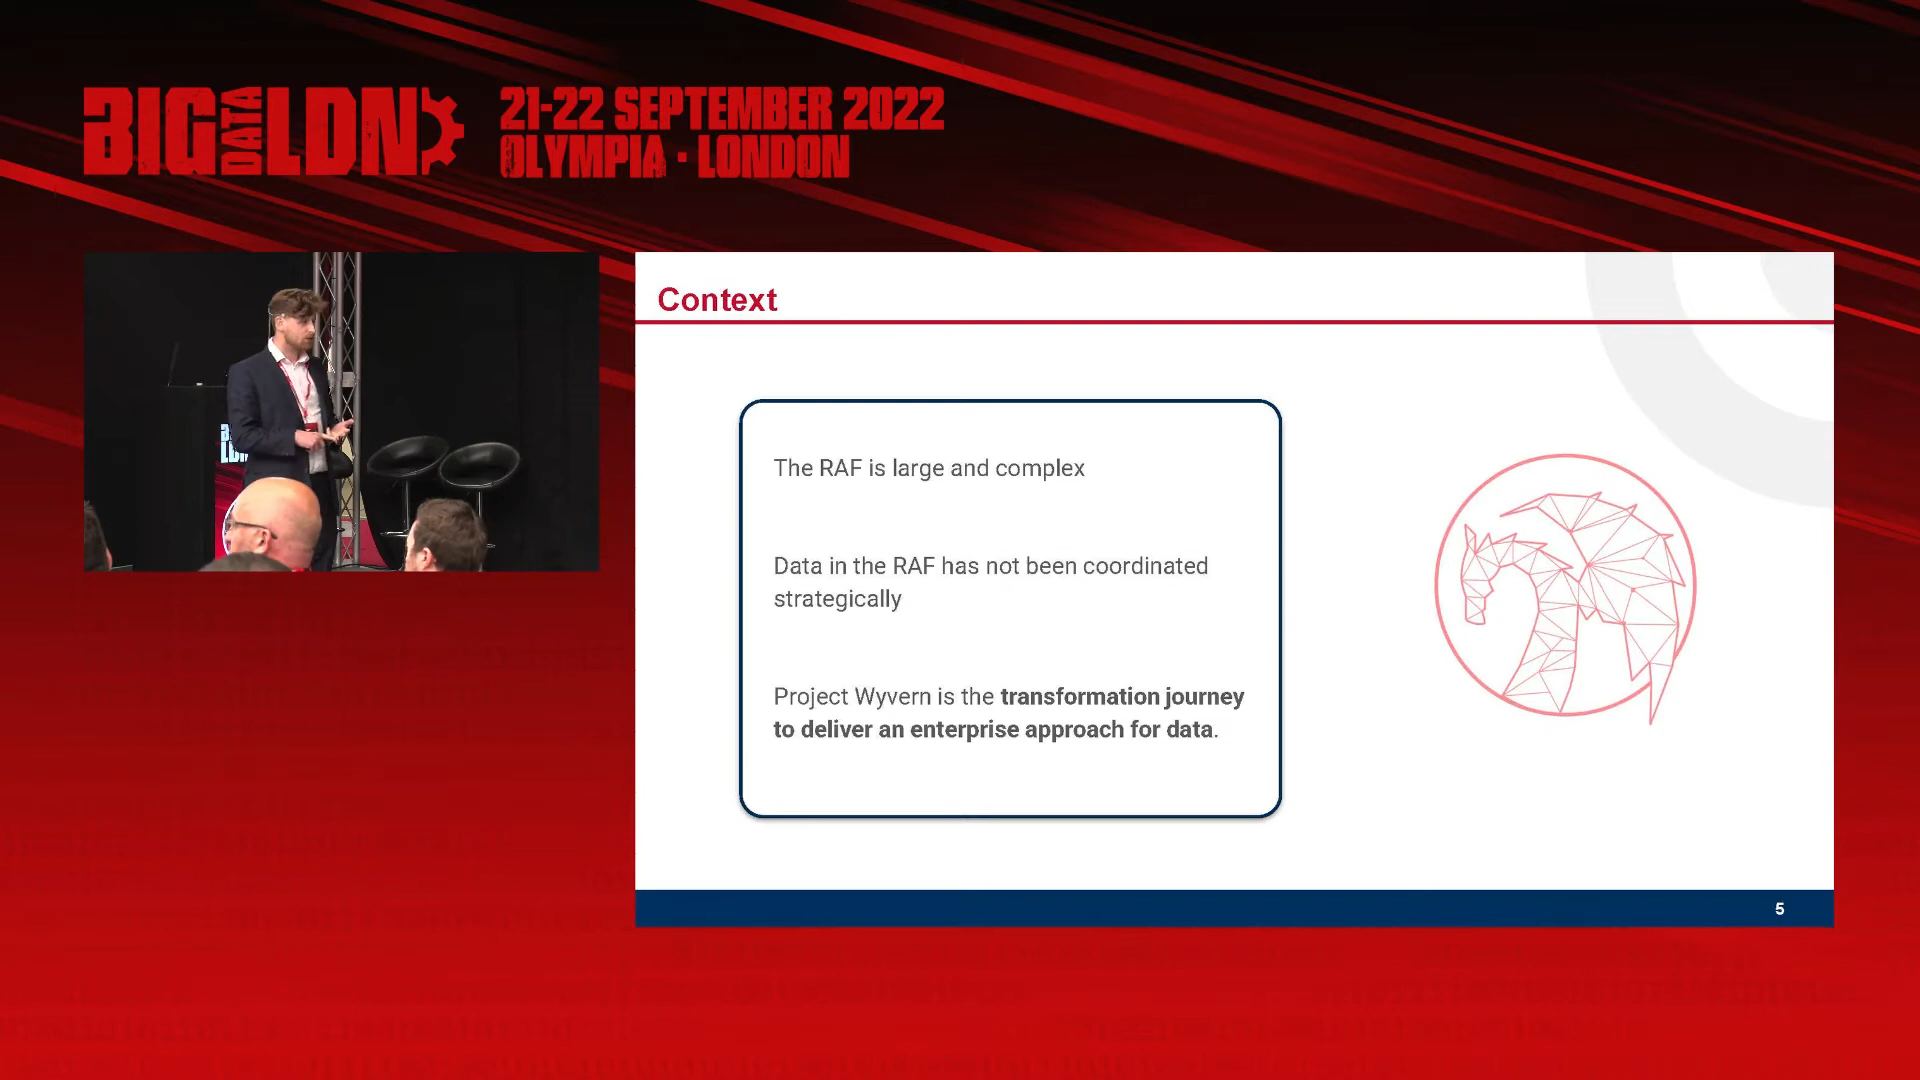 BIG DATA LDN
21-22 SEPTEMBER 2022
OLYMPIA · LONDON
Context
The RAF is large and complex
Data in the RAF has not been coordinated
strategically
Project Wyvern is the transformation journey
to deliver an enterprise approach for data.
5